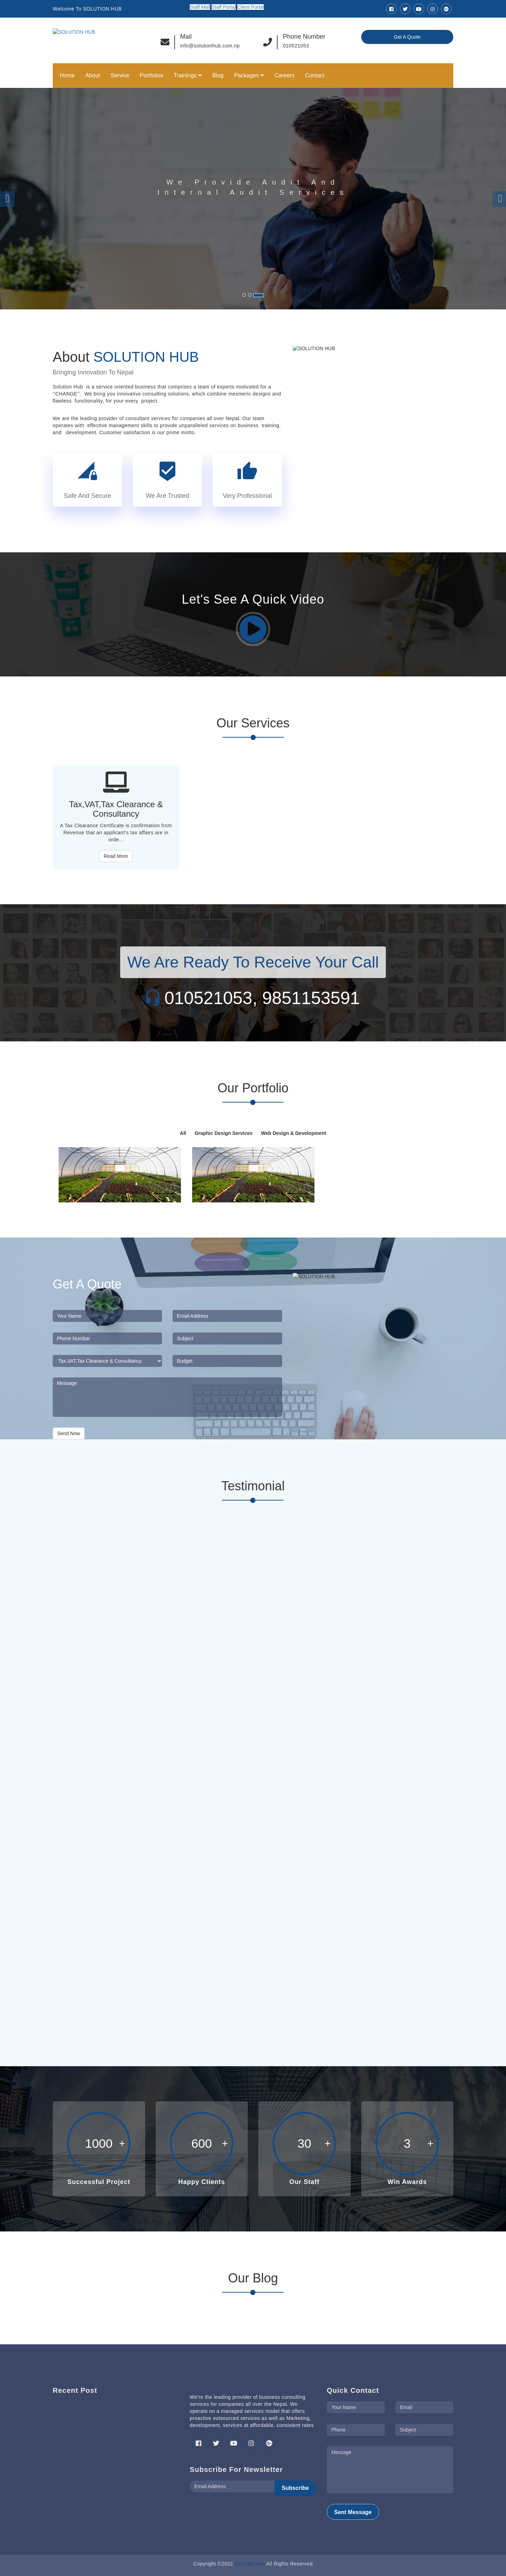 Welcome To SOLUTION HUB
Staff Mail Staff Portal Client Portal
SOLUTION HUB
Mail
info@solutionhub.com.np
Phone Number
010521053
Get A Quote
Home About Service Portfolios Trainings Blog Packages Careers Contact
We Provide Audit And
Internal Audit Services
About SOLUTION HUB
Bringing Innovation To Nepal
Solution Hub is a service oriented business that comprises a team of experts motivated for a
"CHANGE". We bring you innovative consulting solutions, which combine mesmeric designs and
flawless functionality, for your every project.
We are the leading provider of consultant services for companies all over Nepal. Our team
operates with effective management skills to provide unparalleled services on business training,
and development. Customer satisfaction is our prime motto.
SOLUTION HUB
Safe And Secure
We Are Trusted
Very Professional
Let's See A Quick Video
Our Services
Tax,VAT,Tax Clearance &
Consultancy
A Tax Clearance Certificate is confirmation from
Revenue that an applicant's tax affairs are in
orde...
Read More
We Are Ready To Receive Your Call
010521053, 9851153591
Our Portfolio
All Graphic Design Services Web Design & Development
Get A Quote
SOLUTION HUB
Your Name
Email Address
Phone Numbar
Subject
Tax,VAT,Tax Clearance & Consultancy
Budget
Message
Send Now
Testimonial
1000 +
Successful Project
600 +
Happy Clients
30 +
Our Staff
3 +
Win Awards
Our Blog
Recent Post
We're the leading provider of business consulting
services for companies all over the Nepal. We
operate on a managed services model that offers
proactive outsourced services as well as Marketing,
development, services at affordable, consistent rates
Subscribe For Newsletter
Email Address
Subscribe
Quick Contact
Your Name
Email
Phone
Subject
Message
Sent Message
Copyright ©2022
All Rights Reserved